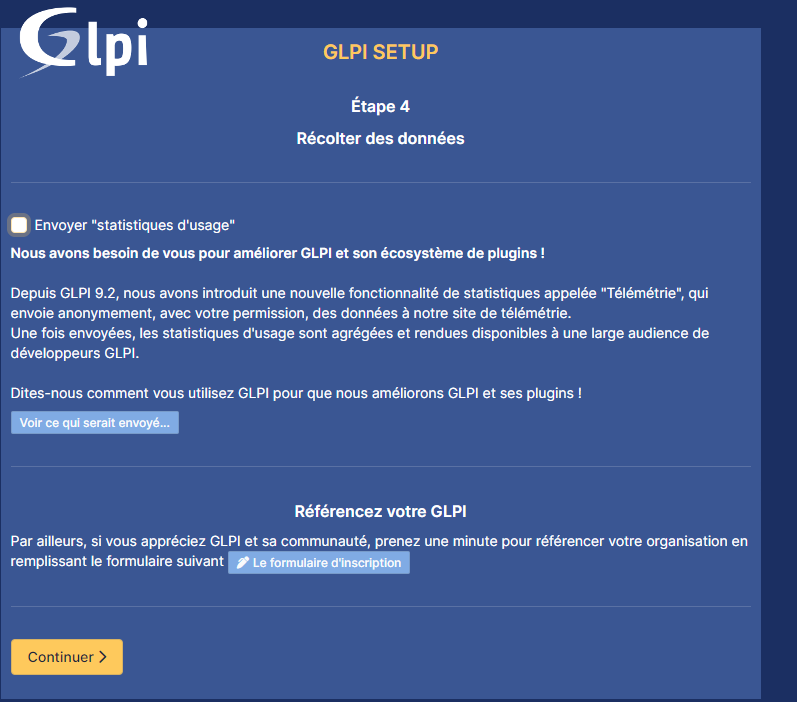 Glpi
GLPI SETUP
Étape 4
Récolter des données
Envoyer "statistiques d'usage"
Nous avons besoin de vous pour améliorer GLPI et son écosystème de plugins !
Depuis GLPI 9.2, nous avons introduit une nouvelle fonctionnalité de statistiques appelée "Télémétrie", qui
envoie anonymement, avec votre permission, des données à notre site de télémétrie.
Une fois envoyées, les statistiques d'usage sont agrégées et rendues disponibles à une large audience de
développeurs GLPI.
Dites-nous comment vous utilisez GLPI pour que nous améliorons GLPI et ses plugins !
Voir ce qui serait envoyé...
Référencez votre GLPI
Par ailleurs, si vous appréciez GLPI et sa communauté, prenez une minute pour référencer votre organisation en
remplissant le formulaire suivant Le formulaire d'inscription
Continuer